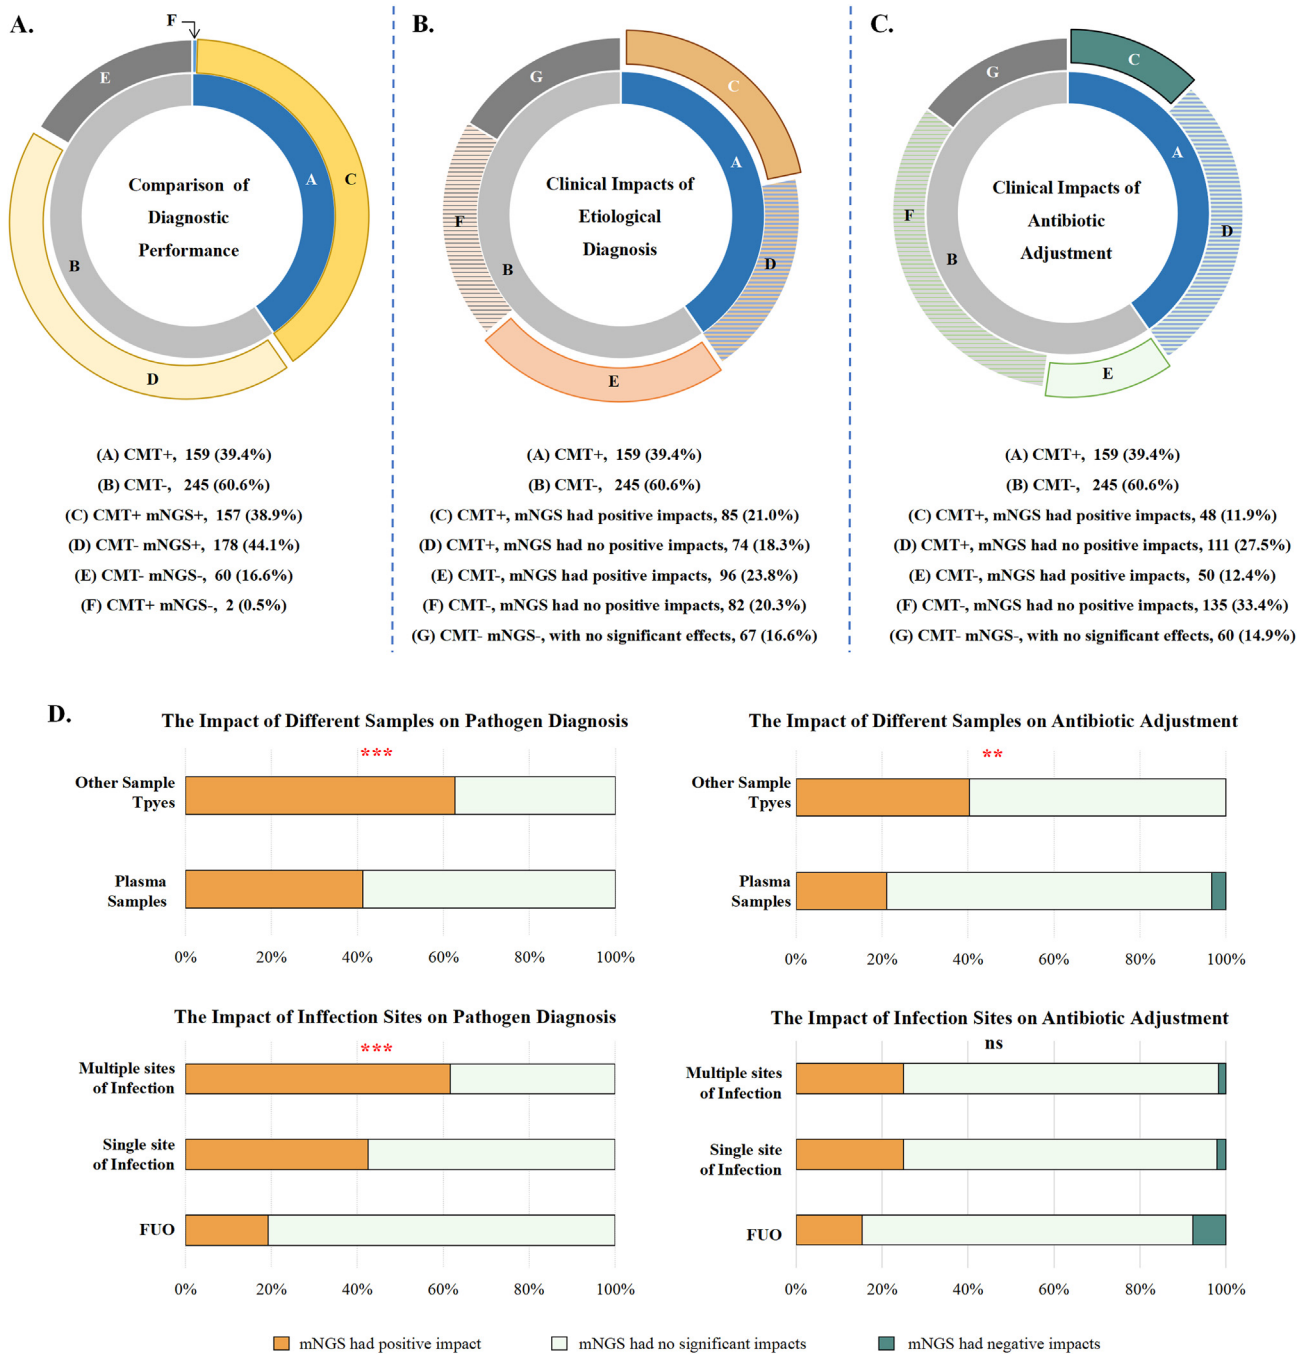 A.
F
E
A
C
B
D
Comparison of
Diagnostic
Performance
(A) CMT+, 159 (39.4%)
(B) CMT-, 245 (60.6%)
(C) CMT+ mNGS+, 157 (38.9%)
(D) CMT- mNGS+, 178 (44.1%)
(E) CMT- mNGS-, 60 (16.6%)
(F) CMT+ mNGS-, 2 (0.5%)
B.
G
C
A
F
D
B
E
Clinical Impacts of
Etiological
Diagnosis
(A) CMT+, 159 (39.4%)
(B) CMT-, 245 (60.6%)
(C) CMT+, mNGS had positive impacts, 85 (21.0%)
(D) CMT+, mNGS had no positive impacts, 74 (18.3%)
(E) CMT-, mNGS had positive impacts, 96 (23.8%)
(F) CMT-, mNGS had no positive impacts, 82 (20.3%)
(G) CMT- mNGS-, with no significant effects, 67 (16.6%)
C.
C
G
A
F
D
B
E
Clinical Impacts of
Antibiotic
Adjustment
(A) CMT+, 159 (39.4%)
(B) CMT-, 245 (60.6%)
(C) CMT+, mNGS had positive impacts, 48 (11.9%)
(D) CMT+, mNGS had no positive impacts, 111 (27.5%)
(E) CMT-, mNGS had positive impacts, 50 (12.4%)
(F) CMT-, mNGS had no positive impacts, 135 (33.4%)
(G) CMT- mNGS-, with no significant effects, 60 (14.9%)
D.
The Impact of Different Samples on Pathogen Diagnosis
***
Other Sample
Tpyes
Plasma
Samples
0% 20% 40% 60% 80% 100%
The Impact of Different Samples on Antibiotic Adjustment
**
Other Sample
Tpyes
Plasma
Samples
0% 20% 40% 60% 80% 100%
The Impact of Inffection Sites on Pathogen Diagnosis
***
Multiple sites
of Infection
Single site
of Infection
FUO
0% 20% 40% 60% 80% 100%
The Impact of Infection Sites on Antibiotic Adjustment
ns
Multiple sites
of Infection
Single site
of Infection
FUO
0% 20% 40% 60% 80% 100%
mNGS had positive impact
mNGS had no significant impacts
mNGS had negative impacts